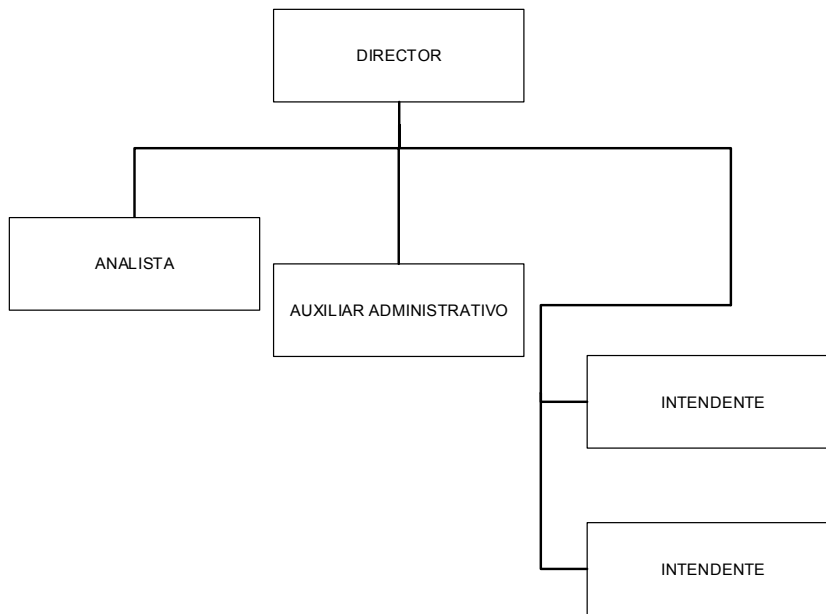 DIRECTOR
ANALISTA
AUXILIAR ADMINISTRATIVO
INTENDENTE
INTENDENTE